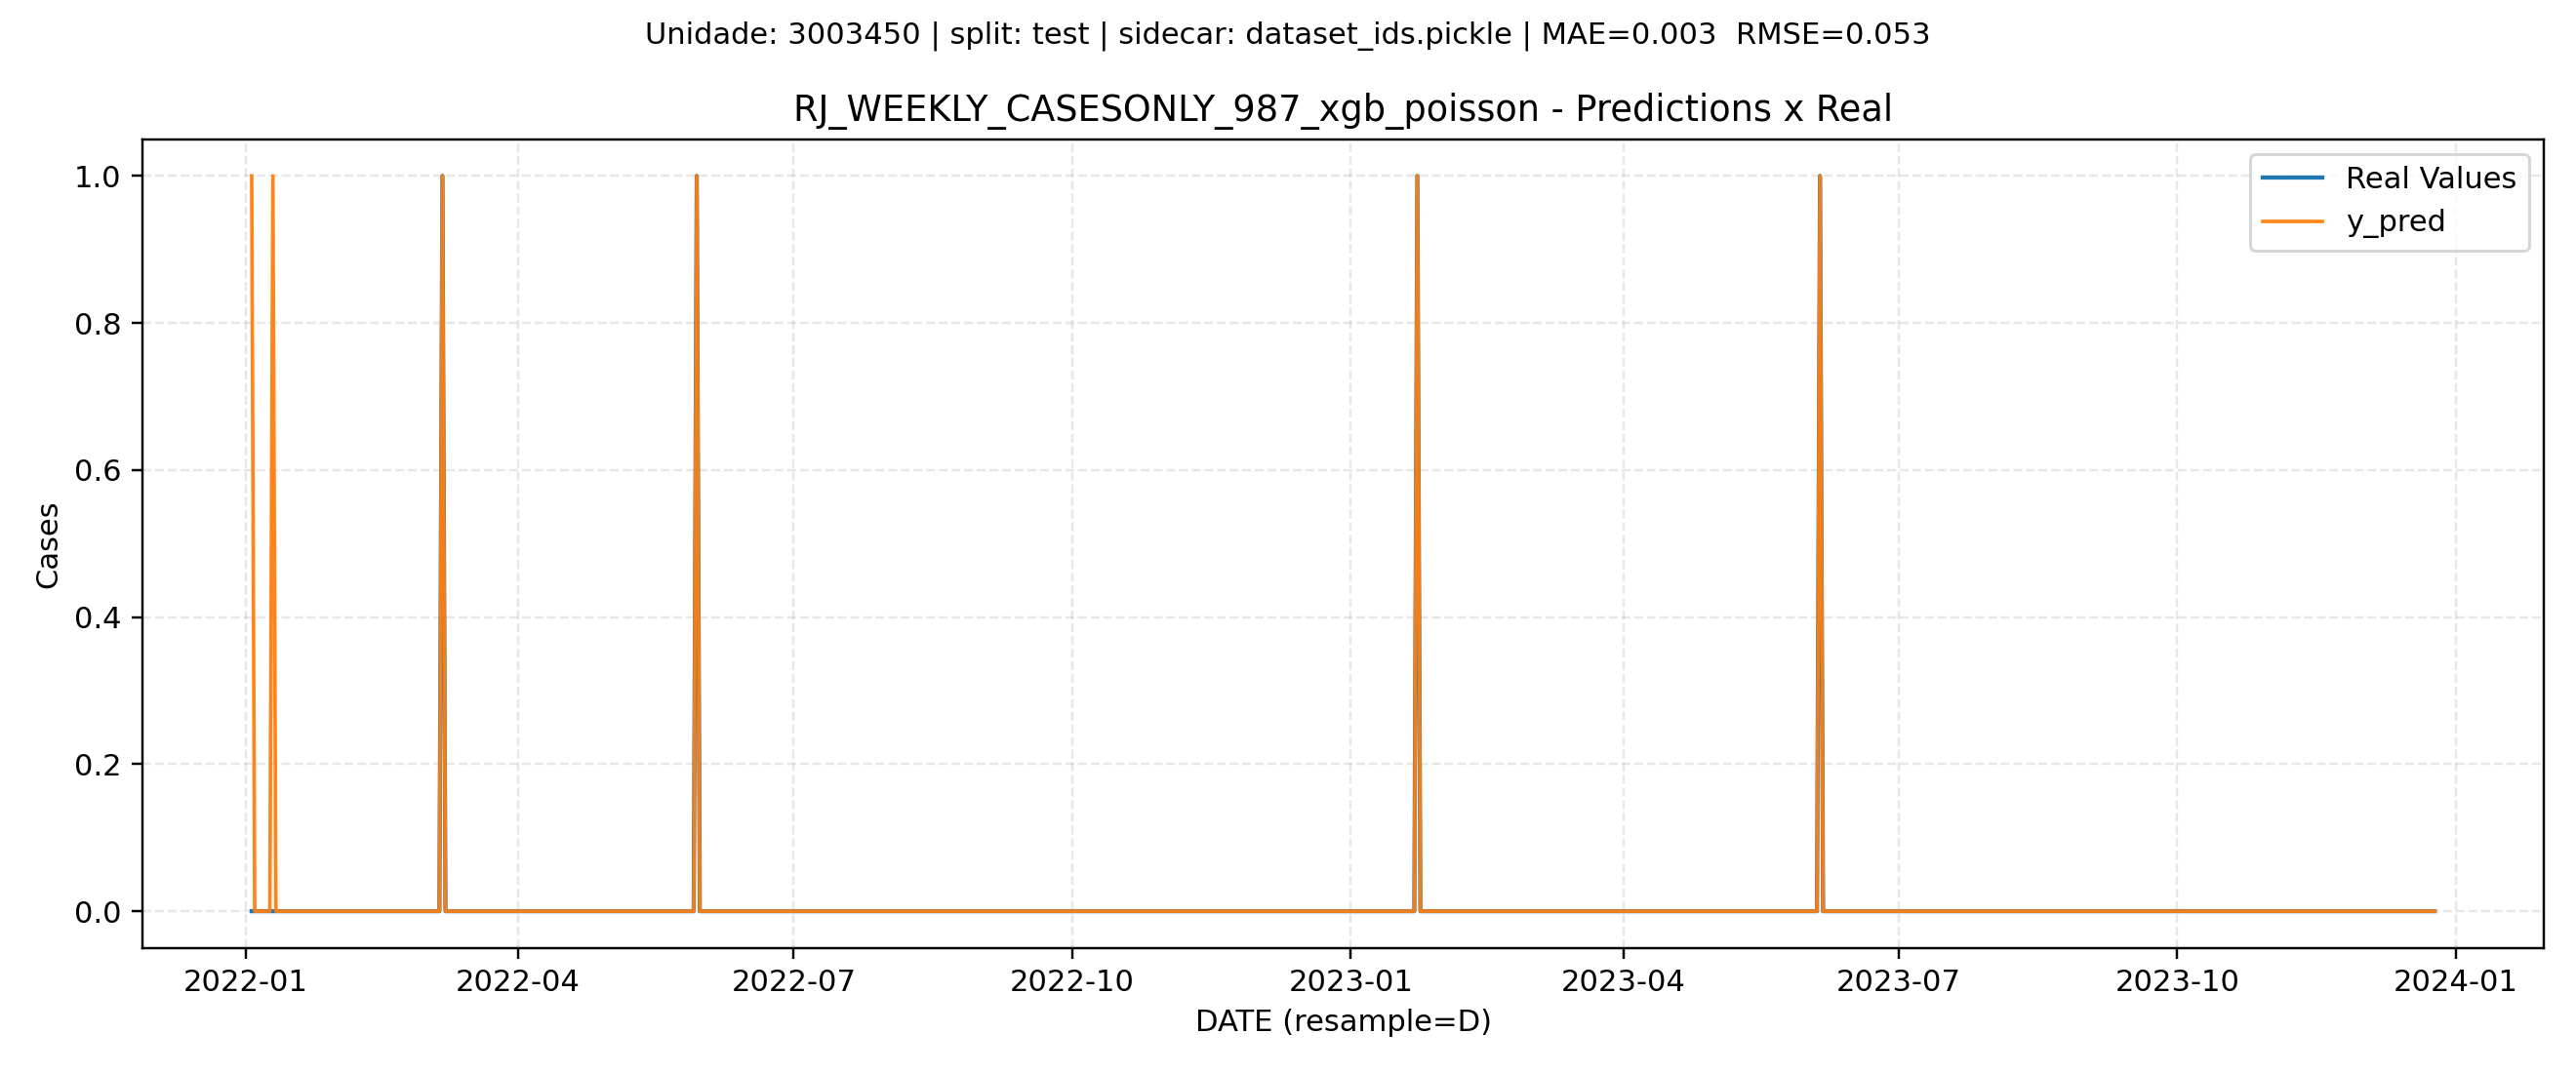 Unidade: 3003450 | split: test | sidecar: dataset_ids.pickle | MAE=0.003  RMSE=0.053
RJ_WEEKLY_CASESONLY_987_xgb_poisson - Predictions x Real
Real Values
y_pred
Cases
1.0
0.8
0.6
0.4
0.2
0.0
2022-01 2022-04 2022-07 2022-10 2023-01 2023-04 2023-07 2023-10 2024-01
DATE (resample=D)